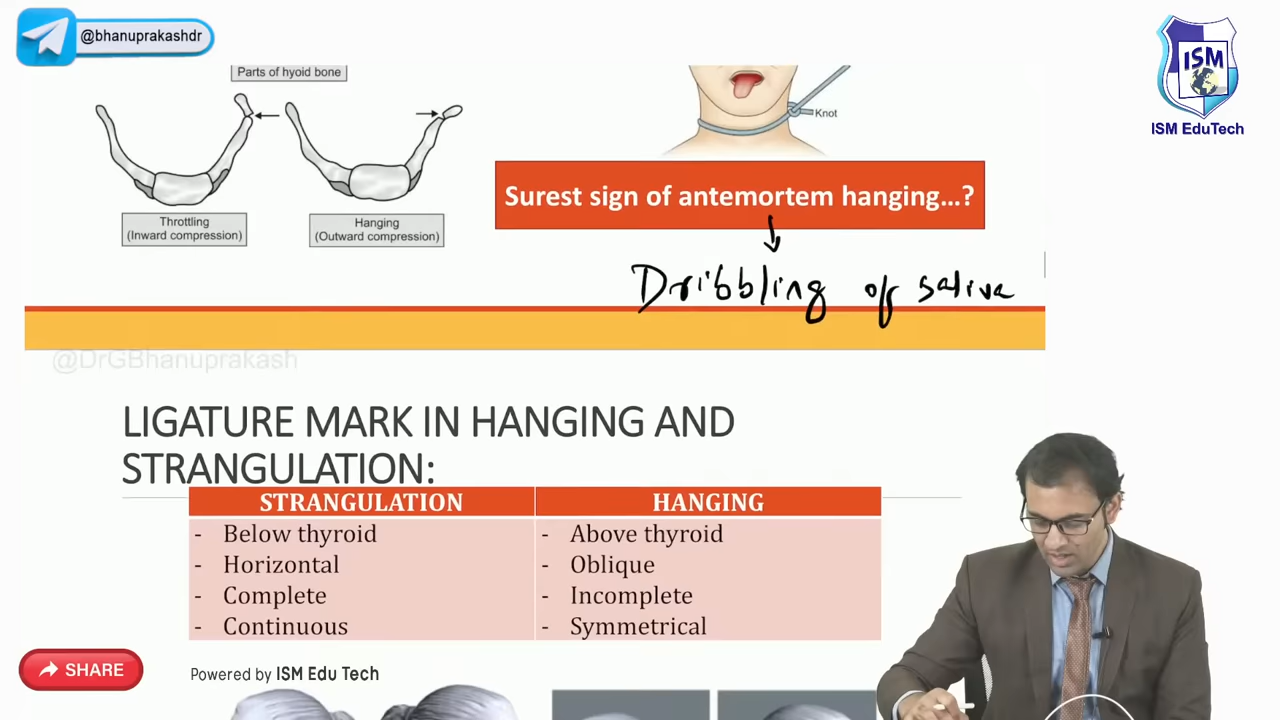 @bhanuprakashdr
ISM
ISM EduTech
Parts of hyoid bone
Knot
Throttling
(Inward compression)
Hanging
(Outward compression)
Surest sign of antemortem hanging...?
Dribbling of saliva
@DrGBhanuprakash
LIGATURE MARK IN HANGING AND
STRANGULATION:
STRANGULATION
- Below thyroid
- Horizontal
- Complete
- Continuous
HANGING
- Above thyroid
- Oblique
- Incomplete
- Symmetrical
SHARE
Powered by ISM Edu Tech